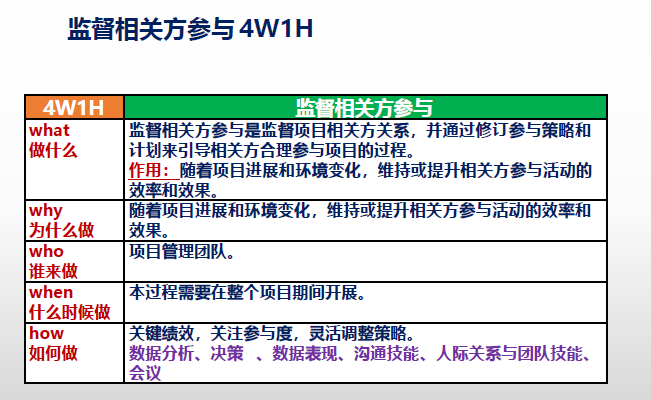 监督相关方参与 4W1H
4W1H
监督相关方参与
what
做什么
监督相关方参与是监督项目相关方关系，并通过修订参与策略和
计划来引导相关方合理参与项目的过程。
作用：随着项目进展和环境变化，维持或提升相关方参与活动的
效率和效果。
why
为什么做
随着项目进展和环境变化，维持或提升相关方参与活动的效率和
效果。
who
谁来做
项目管理团队。
when
什么时候做
本过程需要在整个项目期间开展。
how
如何做
关键绩效，关注参与度，灵活调整策略。
数据分析、决策 、数据表现、沟通技能、人际关系与团队技能、
会议